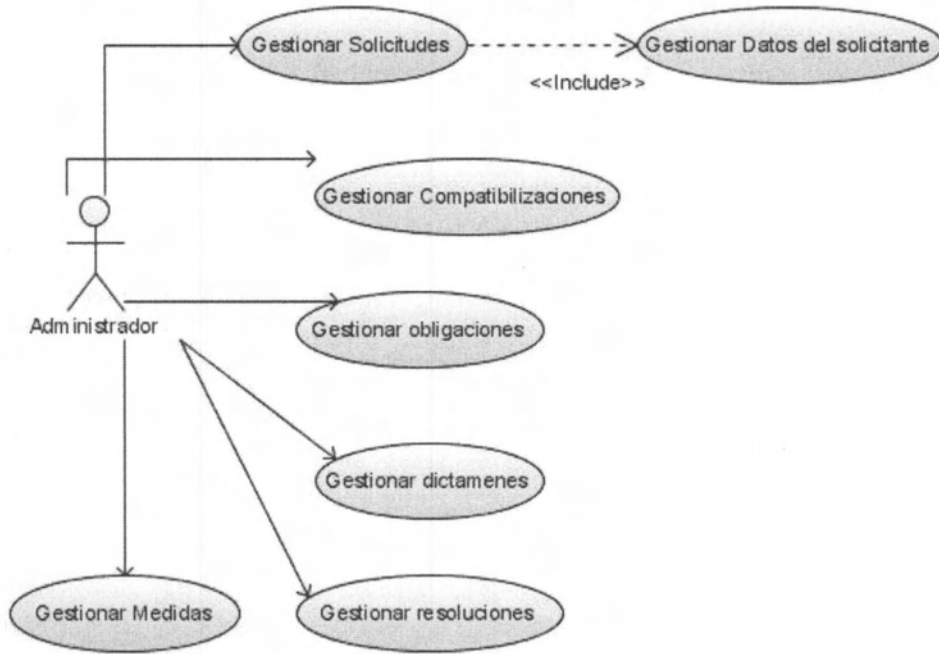 Gestionar Solicitudes
Gestionar Datos del solicitante
<<Include>>
Gestionar Compatibilizaciones
Gestionar obligaciones
Administrador
Gestionar dictamenes
Gestionar Medidas
Gestionar resoluciones